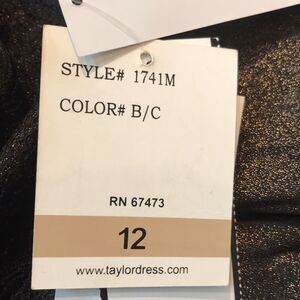 STYLE# 1741M
COLOR# B/C
RN 67473
12
www.taylordress.com